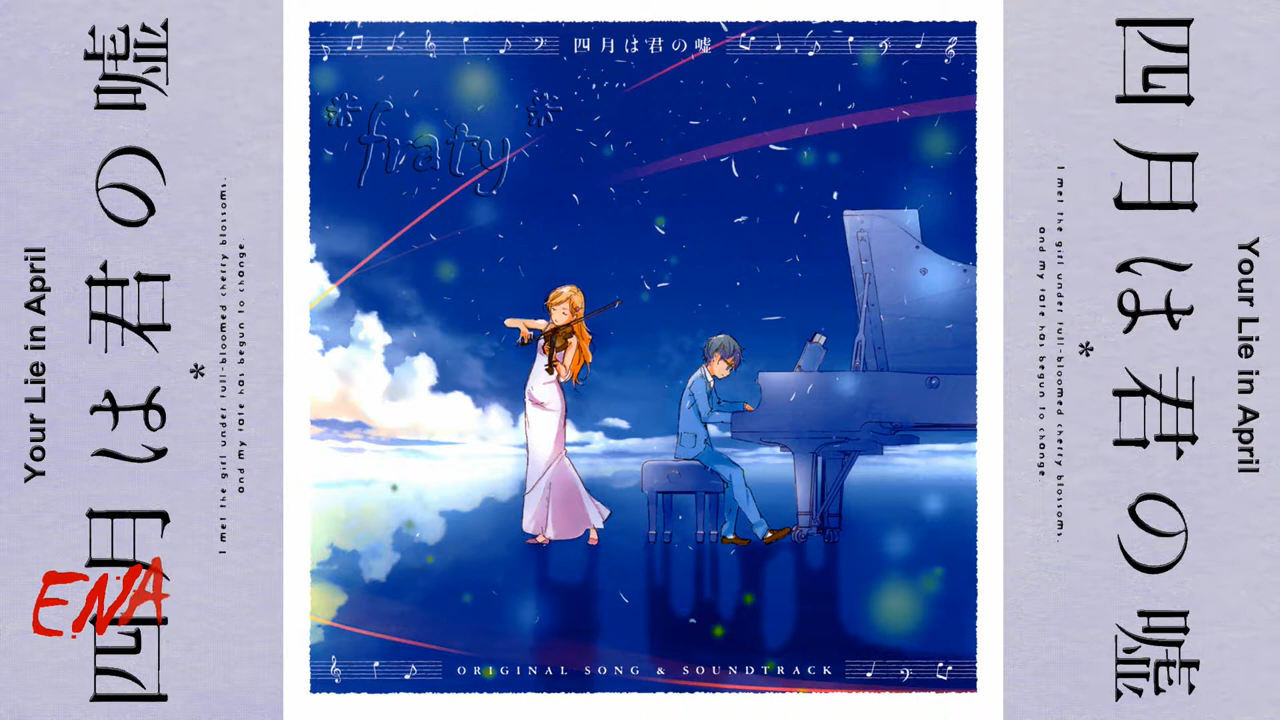 四月は君の嘘
Your Lie in April
I met the girl under full-bloomed cherry blossoms,
and my fate has begun to change.
*
ENA
四月は君の嘘
*fraty*
ORIGINAL SONG & SOUNDTRACK
四月は君の嘘
Your Lie in April
I met the girl under full-bloomed cherry blossoms,
and my fate has begun to change.
*